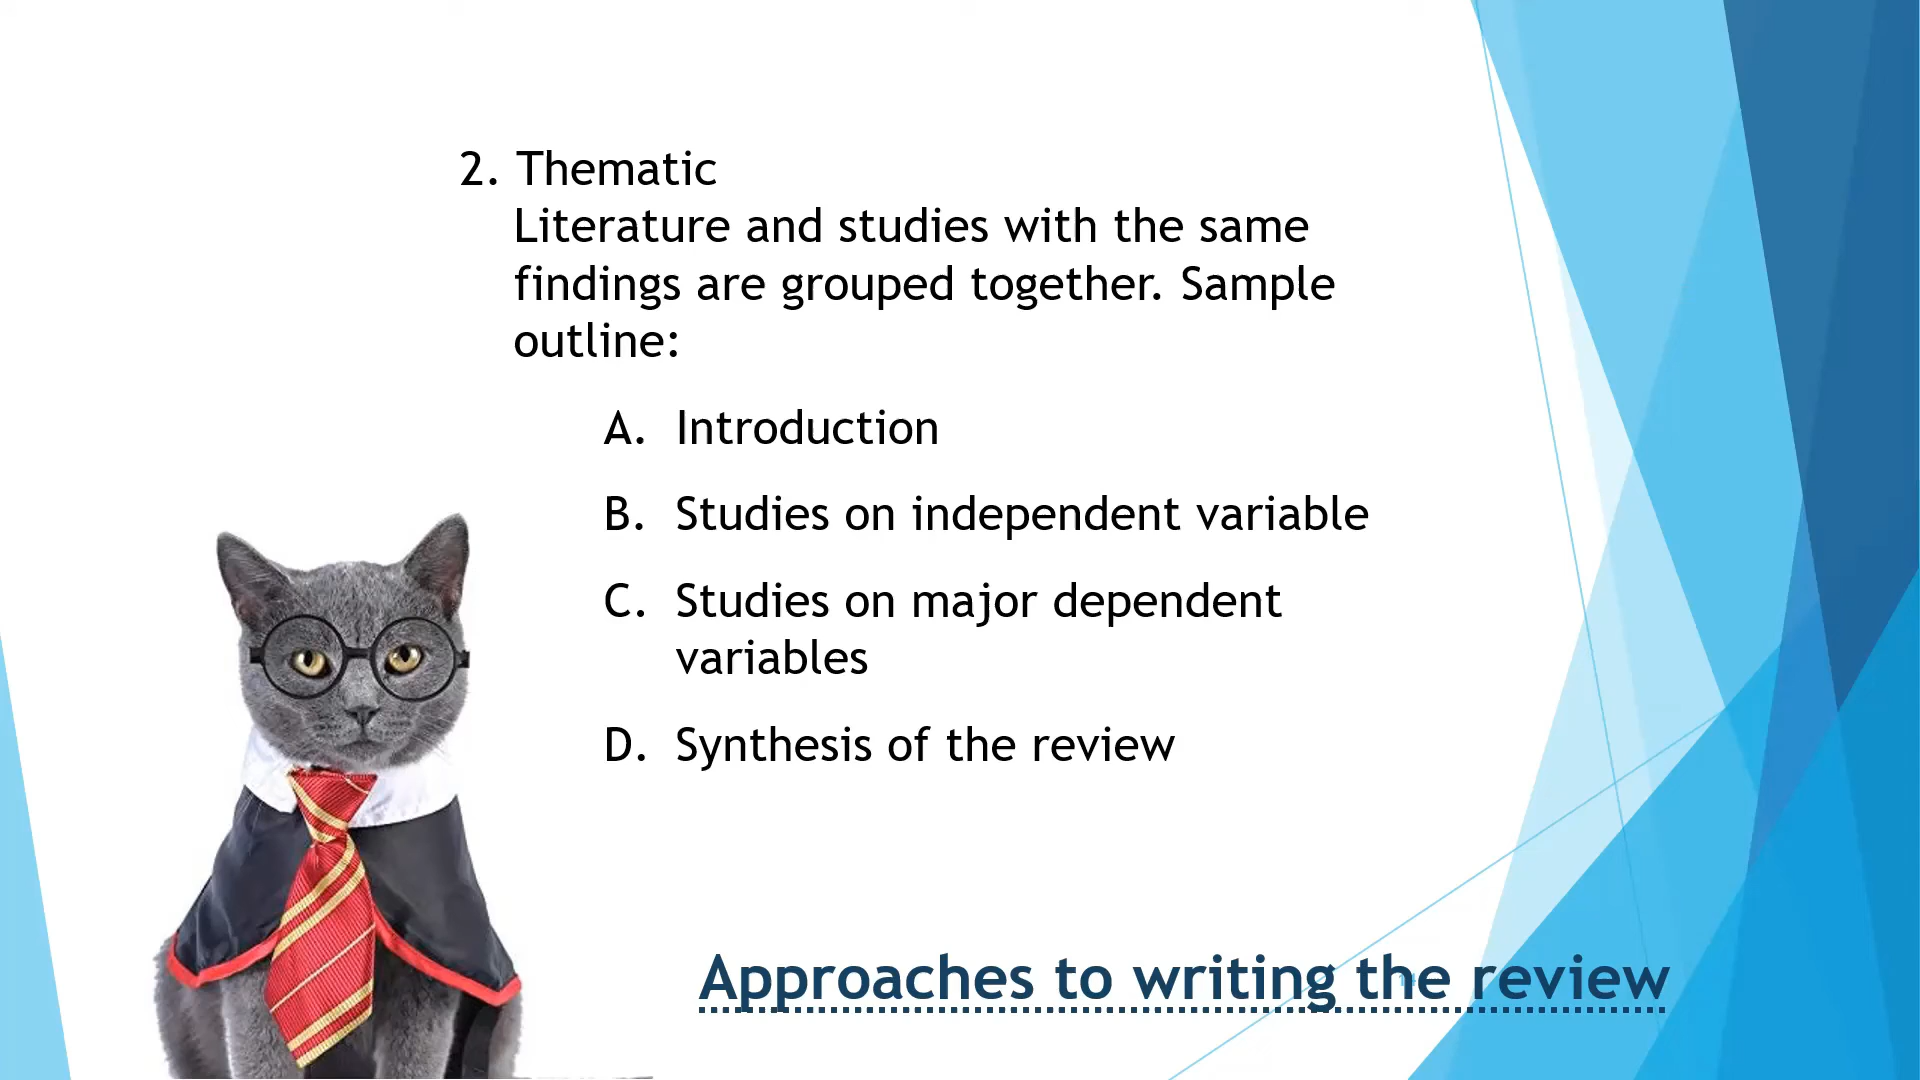 2. Thematic
Literature and studies with the same
findings are grouped together. Sample
outline:
A. Introduction
B. Studies on independent variable
C. Studies on major dependent
variables
D. Synthesis of the review
Approaches to writing the review